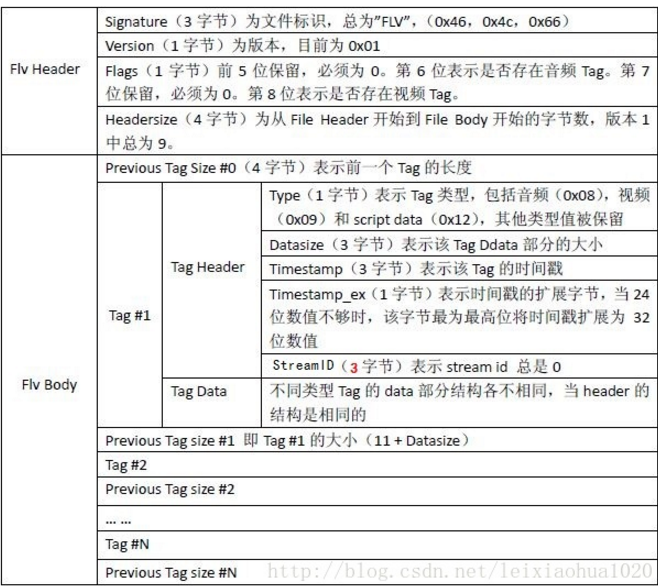 Flv Header
Signature（3 字节）为文件标识，总为”FLV”，（0x46，0x4c，0x66）
Version（1 字节）为版本，目前为 0x01
Flags（1 字节）前 5 位保留，必须为 0。第 6 位表示是否存在音频 Tag。第 7
位保留，必须为 0。第 8 位表示是否存在视频 Tag。
Headersize（4 字节）为从 File Header 开始到 File Body 开始的字节数，版本 1
中总为 9。
Flv Body
Previous Tag Size #0（4 字节）表示前一个 Tag 的长度
Tag #1
Tag Header
Type（1 字节）表示 Tag 类型，包括音频（0x08），视频
（0x09）和 script data（0x12），其他类型值被保留
Datasize（3 字节）表示该 Tag Ddata 部分的大小
Timestamp（3 字节）表示该 Tag 的时间戳
Timestamp_ex（1 字节）表示时间戳的扩展字节，当 24
位数值不够时，该字节最为最高位将时间戳扩展为 32
位数值
StreamID（3 字节）表示 stream id 总是 0
Tag Data
不同类型 Tag 的 data 部分结构各不相同，当 header 的
结构是相同的
Previous Tag size #1 即 Tag #1 的大小（11 + Datasize）
Tag #2
Previous Tag size #2
... ...
Tag #N
Previous Tag size #N
http://blog.csdn.net/leixiaohua1020